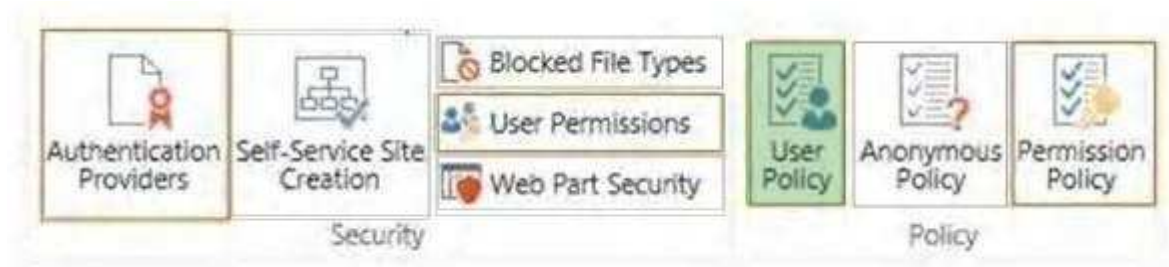 Authentication
Providers
Self-Service Site
Creation
Blocked File Types
User Permissions
Web Part Security
Security
User
Policy
Anonymous
Policy
Permission
Policy
Policy